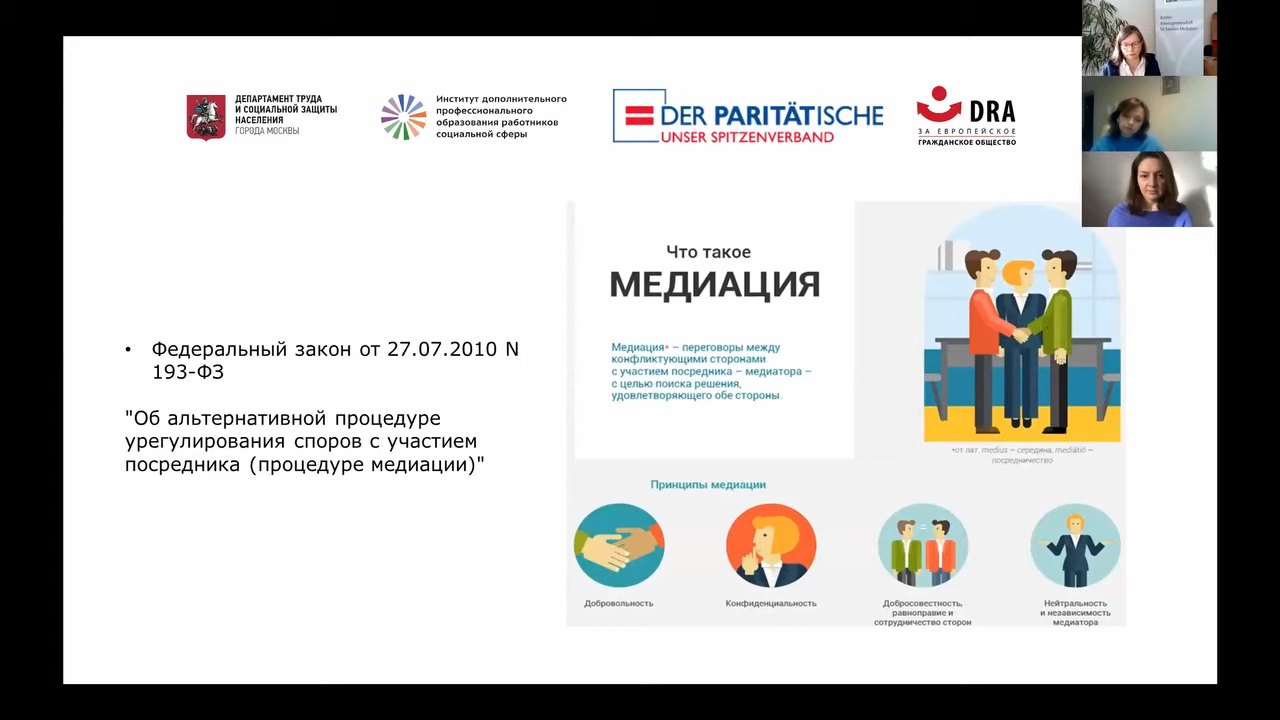 ДЕПАРТАМЕНТ ТРУДА
И СОЦИАЛЬНОЙ ЗАЩИТЫ
НАСЕЛЕНИЯ
ГОРОДА МОСКВЫ
Институт дополнительного
профессионального
образования работников
социальной сферы
DER PARITÄTISCHE
UNSER SPITZENVERBAND
DRA
ЗА ЕВРОПЕЙСКОЕ
ГРАЖДАНСКОЕ ОБЩЕСТВО
• Федеральный закон от 27.07.2010 N
193-ФЗ
"Об альтернативной процедуре
урегулирования споров с участием
посредника (процедуре медиации)"
Что такое
МЕДИАЦИЯ
Медиация* – переговоры между
конфликтующими сторонами
с участием посредника – медиатора –
с целью поиска решения,
удовлетворяющего обе стороны.
*от лат. medius – середина, mediātiō –
посредничество
Принципы медиации
Добровольность
Конфиденциальность
Добросовестность,
равноправие и
сотрудничество сторон
Нейтральность
и независимость
медиатора